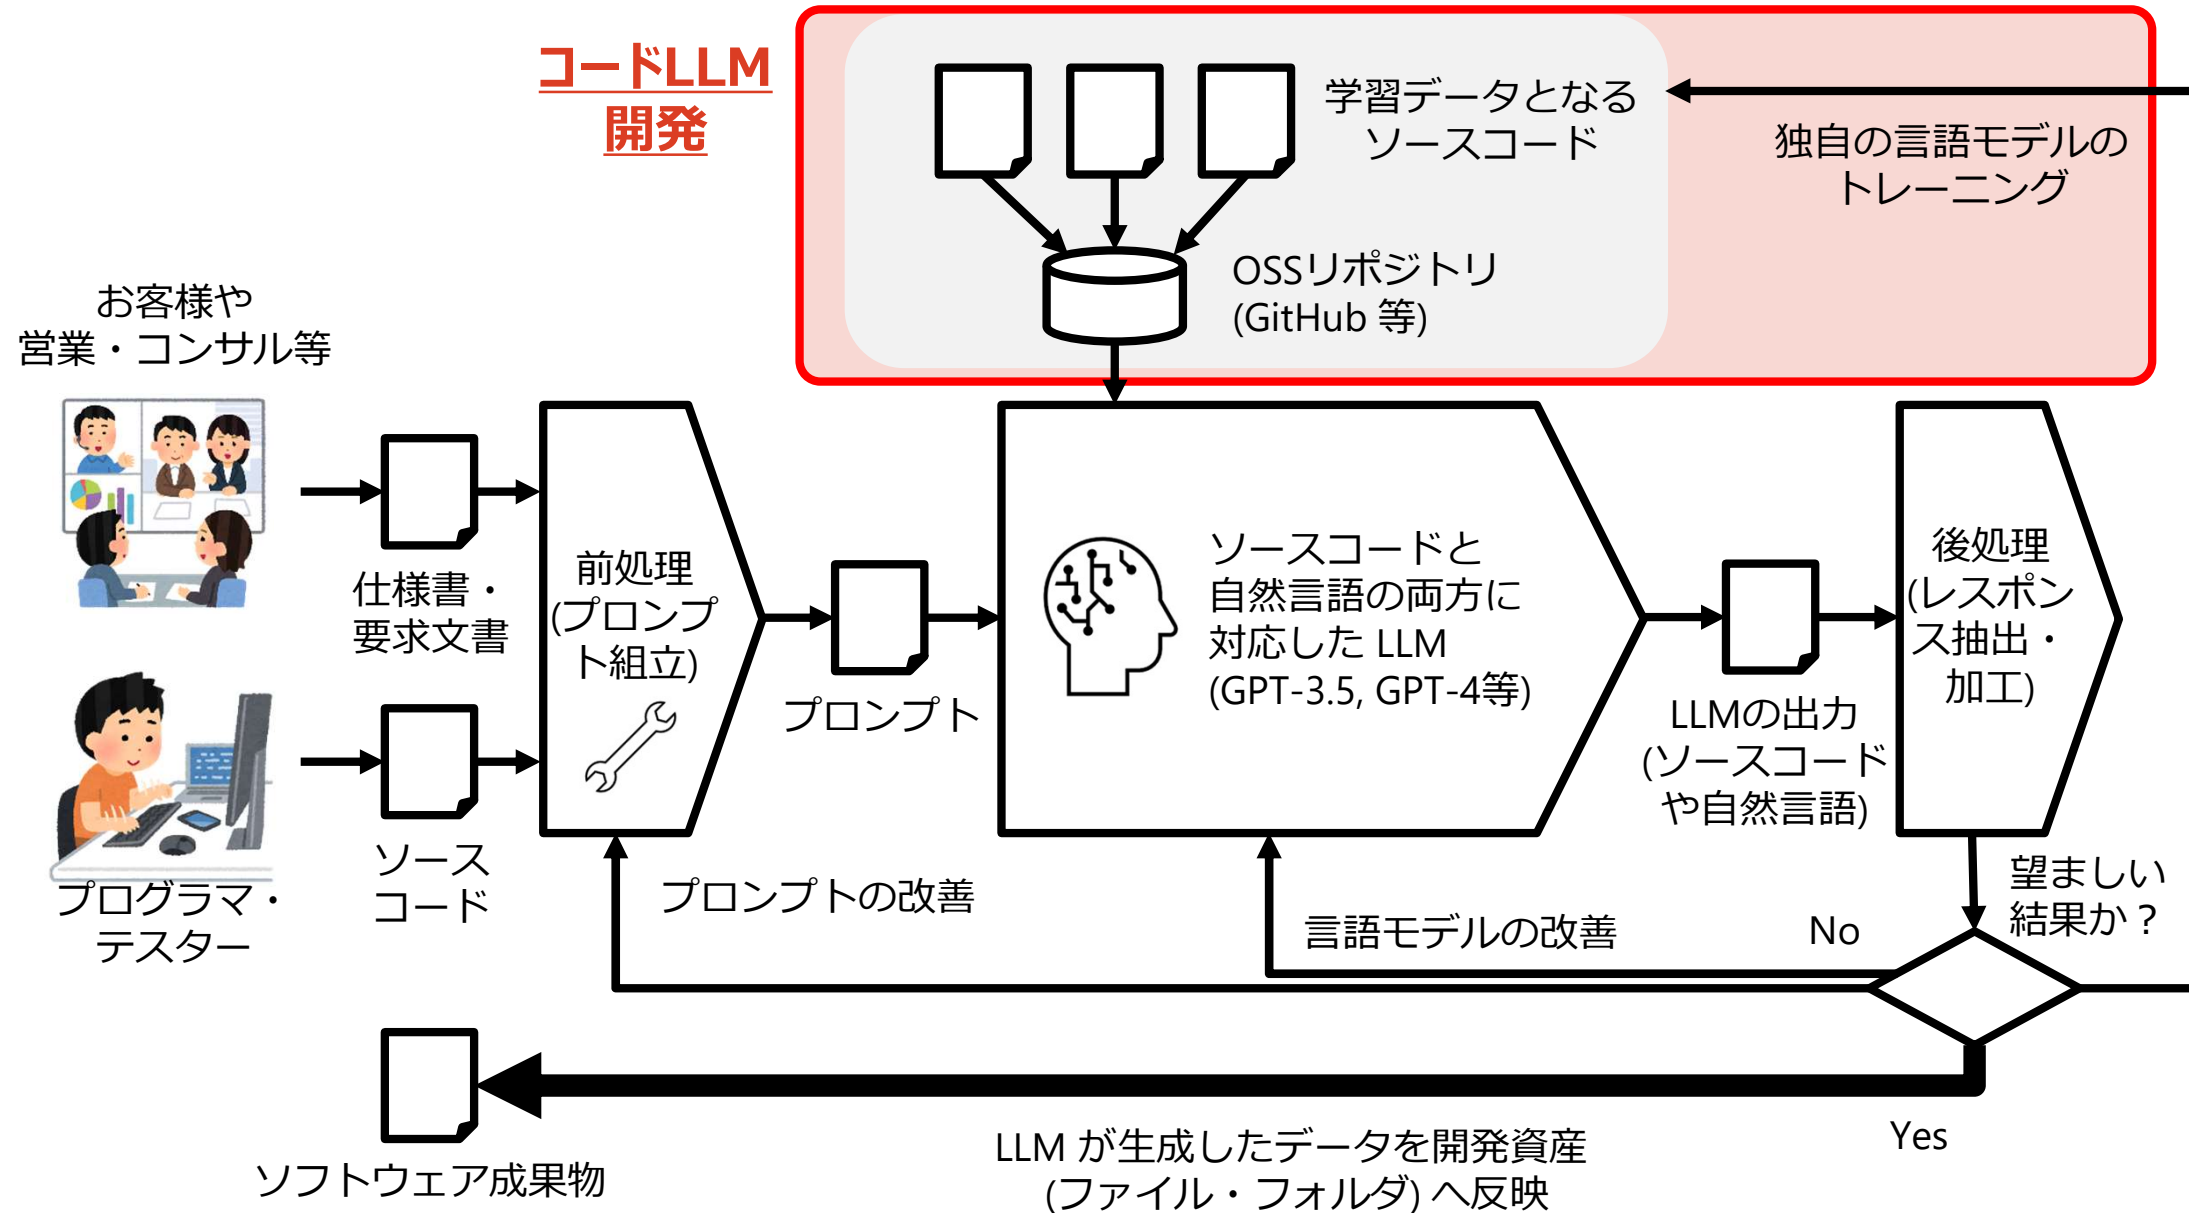 コードLLM
開発
学習データとなる
ソースコード
独自の言語モデルの
トレーニング
OSSリポジトリ
(GitHub 等)
お客様や
営業・コンサル等
仕様書・
要求文書
前処理
(プロンプ
ト組立)
プロンプト
ソースコードと
自然言語の両方に
対応した LLM
(GPT-3.5, GPT-4等)
LLMの出力
(ソースコード
や自然言語)
後処理
(レスポン
ス抽出・
加工)
プログラマ・
テスター
ソース
コード
プロンプトの改善
言語モデルの改善
No
望ましい
結果か？
Yes
ソフトウェア成果物
LLM が生成したデータを開発資産
(ファイル・フォルダ) へ反映